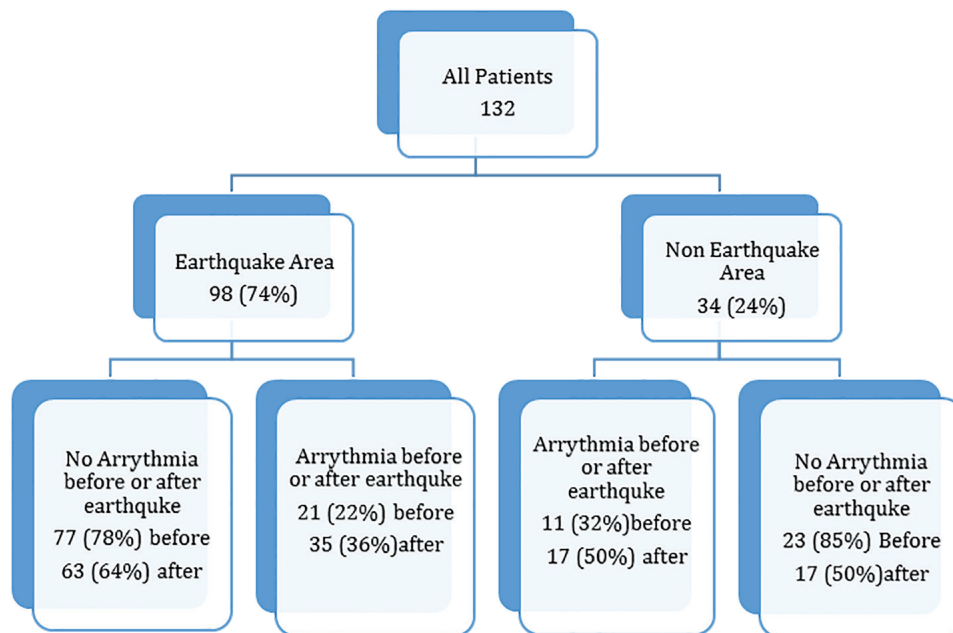 All Patients
132
Earthquake Area
98 (74%)
Non Earthquake
Area
34 (24%)
No Arrythmia
before or after
earthquke
77 (78%) before
63 (64%) after
Arrythmia before
or after earthquke
21 (22%) before
35 (36%)after
Arrythmia before
or after
earthquke
11 (32%)before
17 (50%) after
No Arrythmia
before or after
earthquke
23 (85%) Before
17 (50%)after